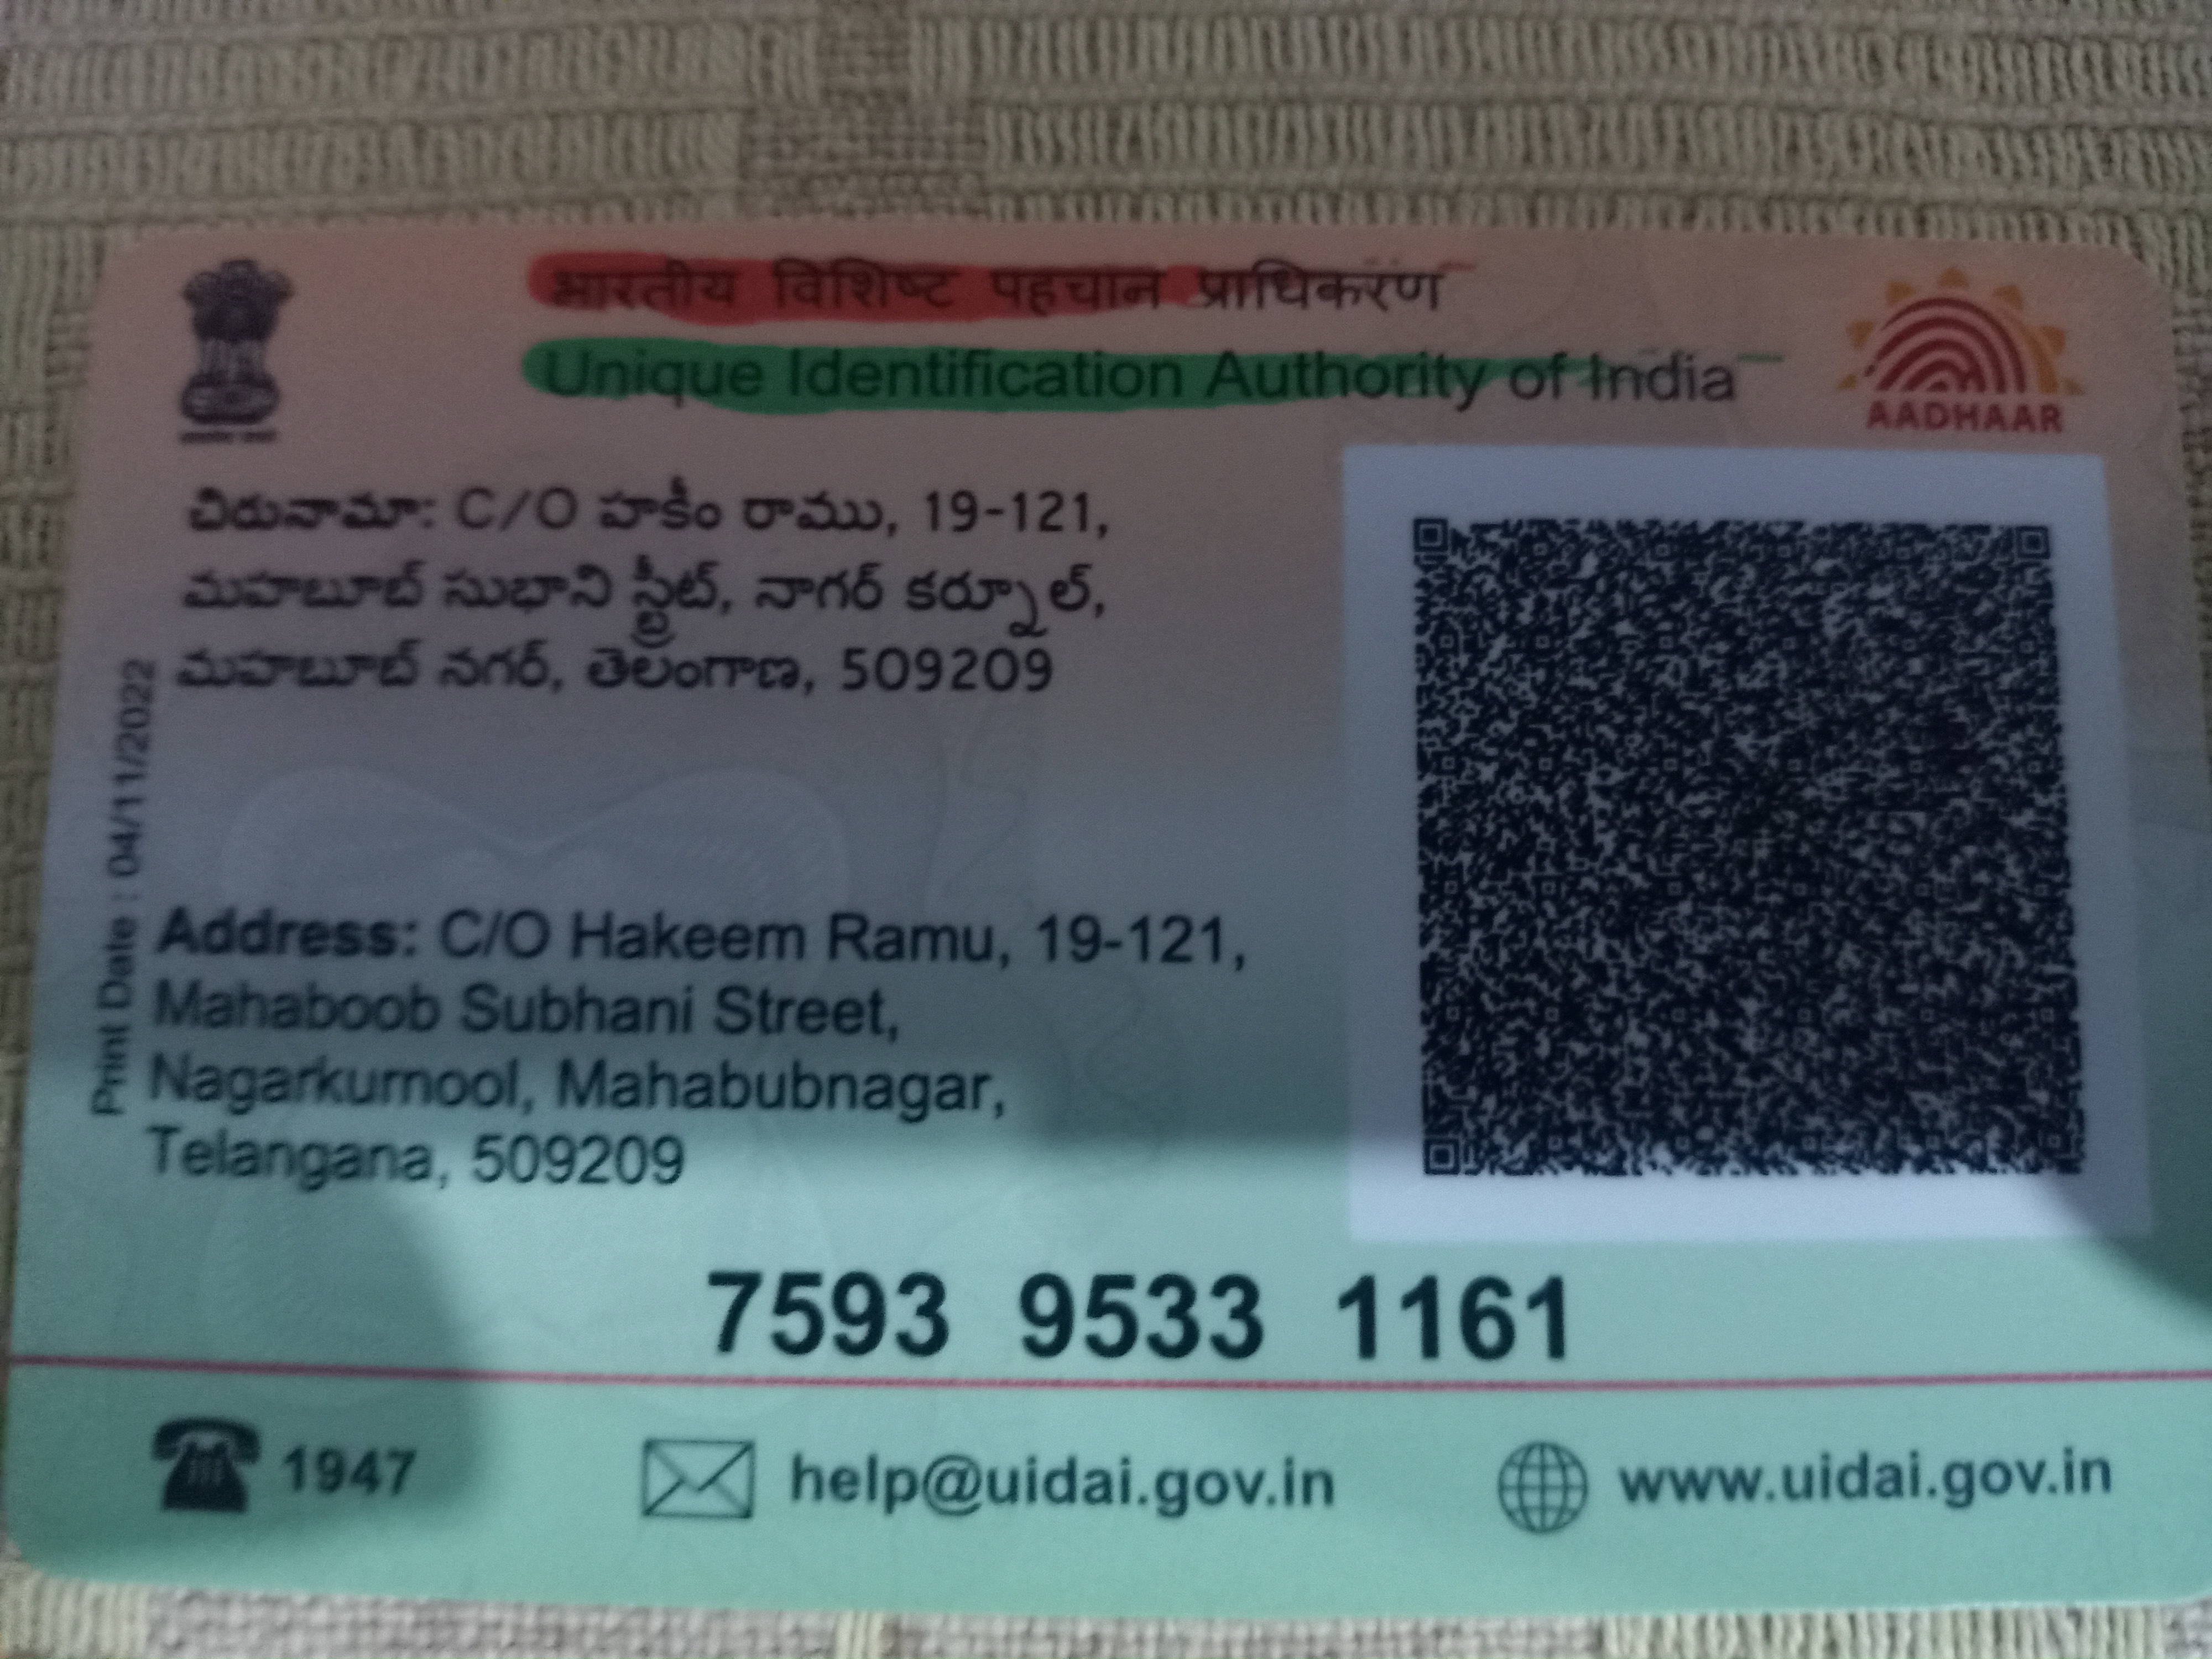 भारतीय विशिष्ट पहचान प्राधिकरण
Unique Identification Authority of India
AADHAAR
చిరునామా: C/O హకీం రాము, 19-121,
మహబూబ్ సుభాని స్ట్రీట్, నాగర్ కర్నూల్,
మహబూబ్ నగర్, తెలంగాణ, 509209
Print Date : 04/11/2022
Address: C/O Hakeem Ramu, 19-121,
Mahaboob Subhani Street,
Nagarkurnool, Mahabubnagar,
Telangana, 509209
7593 9533 1161
1947
help@uidai.gov.in
www.uidai.gov.in